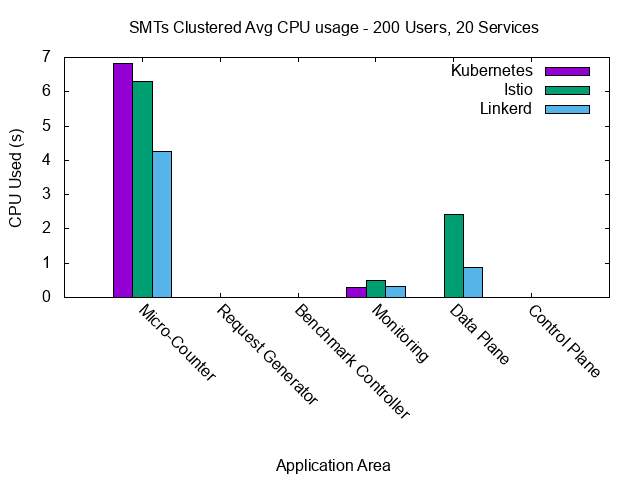 SMTs Clustered Avg CPU usage - 200 Users, 20 Services
Kubernetes
Istio
Linkerd
CPU Used (s)
7
6
5
4
3
2
1
0
Micro-Counter
Request Generator
Benchmark Controller
Monitoring
Data Plane
Control Plane
Application Area